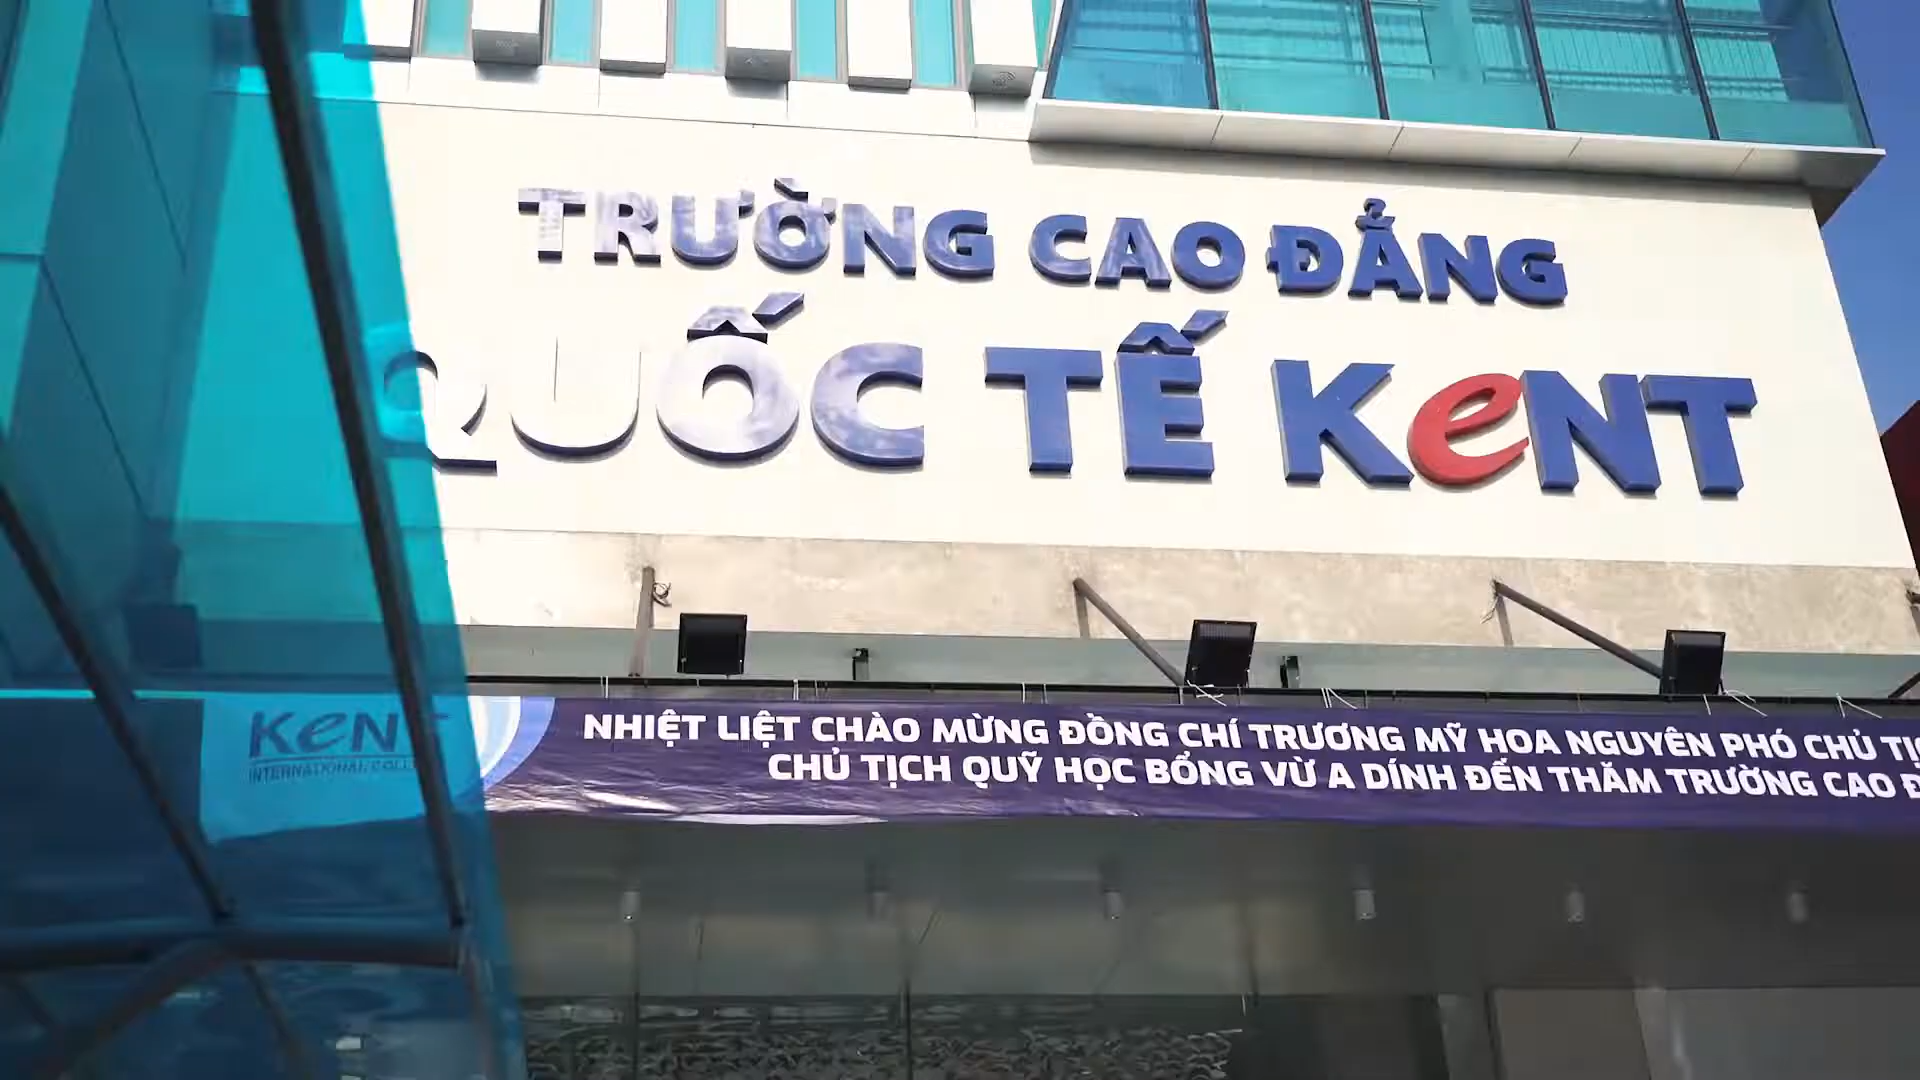 TRƯỜNG CAO ĐẲNG
QUỐC TẾ KeNT
KeNT
INTERNATIONAL
NHIỆT LIỆT CHÀO MỪNG ĐỒNG CHÍ TRƯƠNG MỸ HOA NGUYÊN PHÓ CHỦ
CHỦ TỊCH QUỸ HỌC BỔNG VỪ A DÍNH ĐẾN THĂM TRƯỜNG CAO